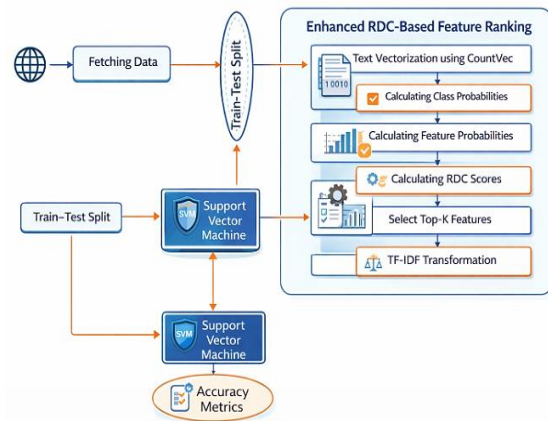 Enhanced RDC-Based Feature Ranking
Fetching Data
Train-Test Split
Text Vectorization using CountVec
10010
Calculating Class Probabilities
Calculating Feature Probabilities
Calculating RDC Scores
Select Top-K Features
TF-IDF Transformation
Train-Test Split
SVM
Support
Vector
Machine
SVM
Support
Vector
Machine
Accuracy
Metrics